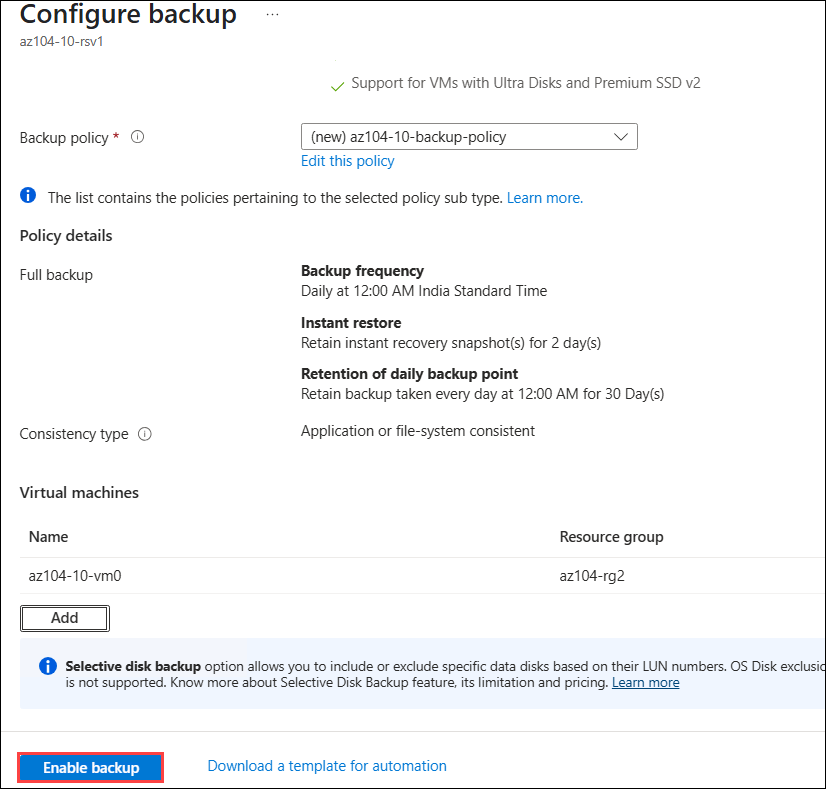 Configure backup ...
az104-10-rsv1
Support for VMs with Ultra Disks and Premium SSD v2
Backup policy *
(new) az104-10-backup-policy
Edit this policy
The list contains the policies pertaining to the selected policy sub type. Learn more.
Policy details
Full backup
Backup frequency
Daily at 12:00 AM India Standard Time
Instant restore
Retain instant recovery snapshot(s) for 2 day(s)
Retention of daily backup point
Retain backup taken every day at 12:00 AM for 30 Day(s)
Consistency type
Application or file-system consistent
Virtual machines
Name Resource group
az104-10-vm0 az104-rg2
Add
Selective disk backup option allows you to include or exclude specific data disks based on their LUN numbers. OS Disk exclusio
is not supported. Know more about Selective Disk Backup feature, its limitation and pricing. Learn more
Enable backup Download a template for automation